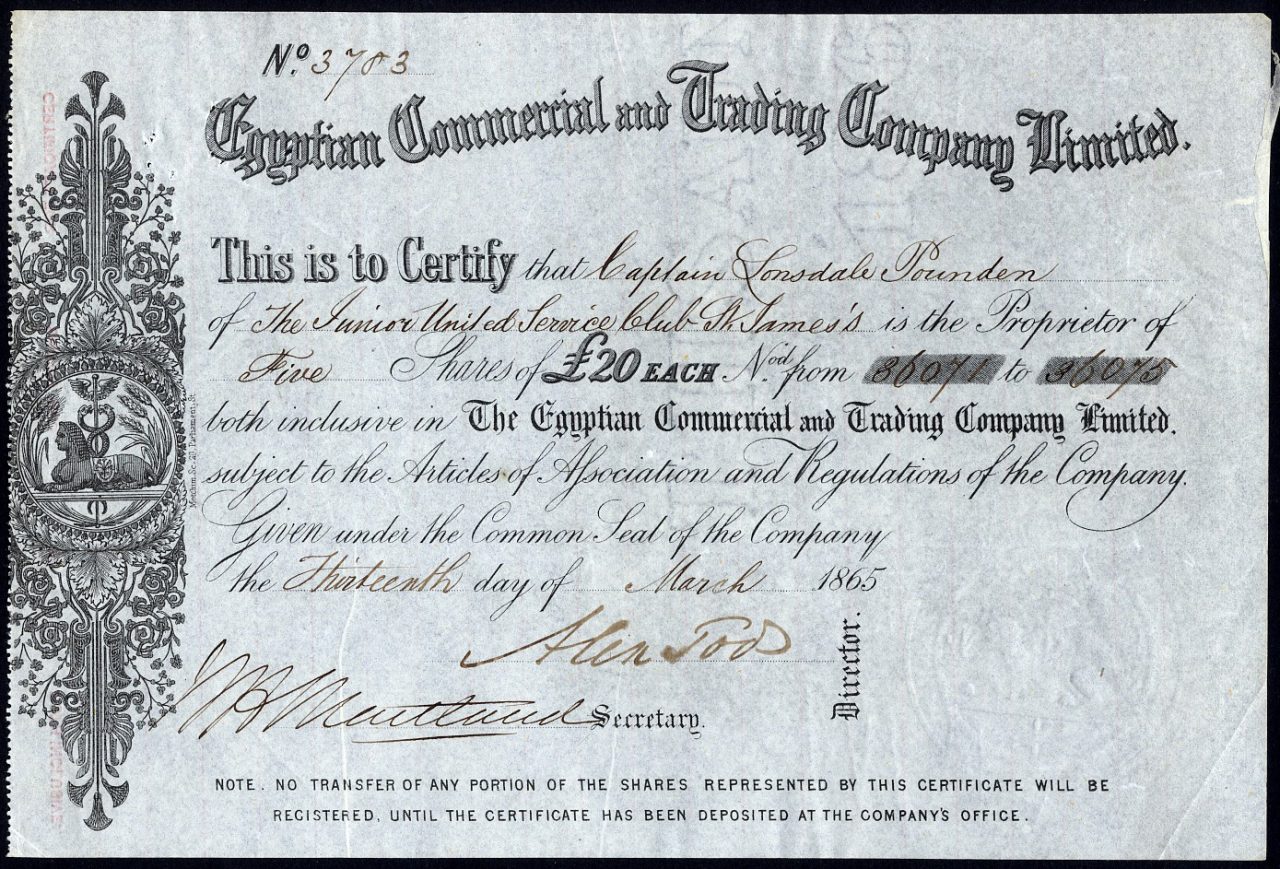 No. 3783
Egyptian Commercial and Trading Company Limited.
This is to Certify that Captain Lonsdale Pounden
of The Junior United Service Club St. James's is the Proprietor of
Five Shares of £20 EACH Nod. from 36071 to 36075
both inclusive in The Egyptian Commercial and Trading Company Limited.
subject to the Articles of Association and Regulations of the Company.
Given under the Common Seal of the Company
the Thirteenth day of March 1865
Alex Tod
Director.
Maitland Secretary.
NOTE. NO TRANSFER OF ANY PORTION OF THE SHARES REPRESENTED BY THIS CERTIFICATE WILL BE
REGISTERED, UNTIL THE CERTIFICATE HAS BEEN DEPOSITED AT THE COMPANY'S OFFICE.